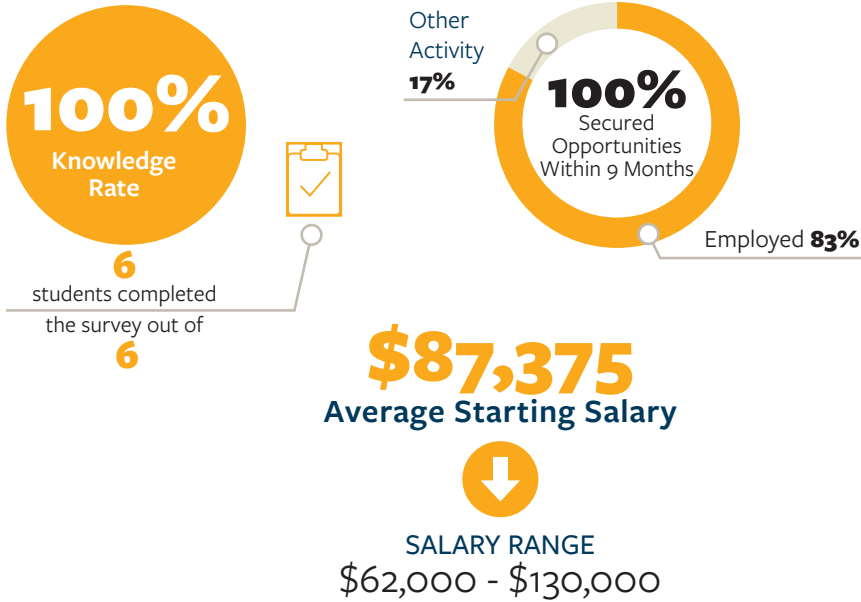 100%
Knowledge
Rate
6
students completed
the survey out of
6
Other
Activity
17%
100%
Secured
Opportunities
Within 9 Months
Employed 83%
$87,375
Average Starting Salary
SALARY RANGE
$62,000 - $130,000